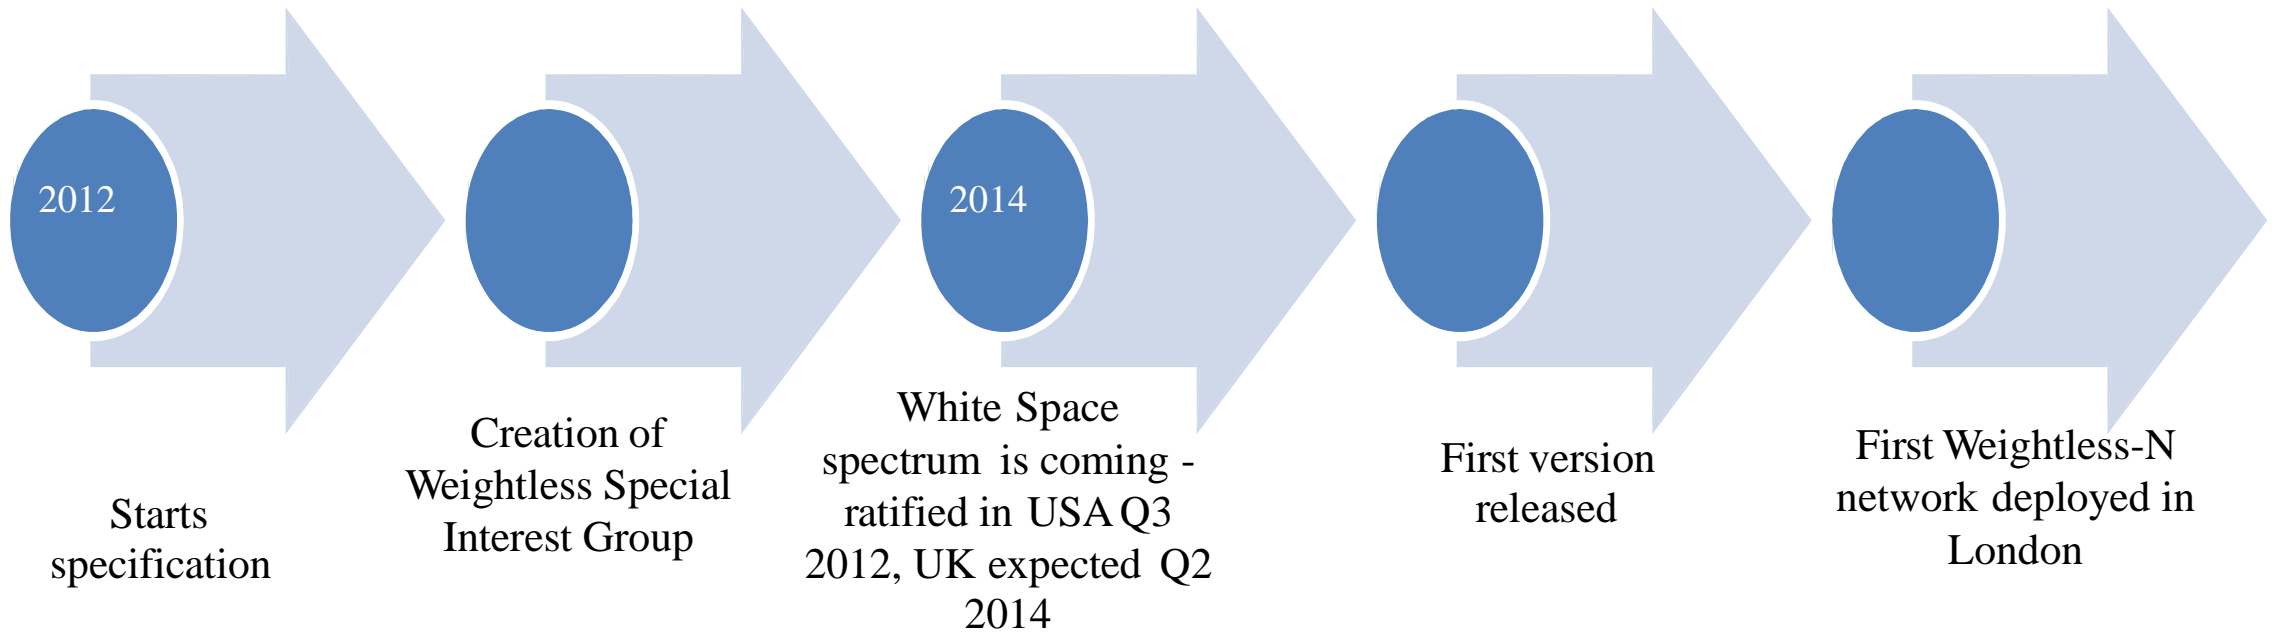 2012
Starts
specification
Creation of
Weightless Special
Interest Group
2014
White Space
spectrum is coming -
ratified in USA Q3
2012, UK expected Q2
2014
First version
released
First Weightless-N
network deployed in
London